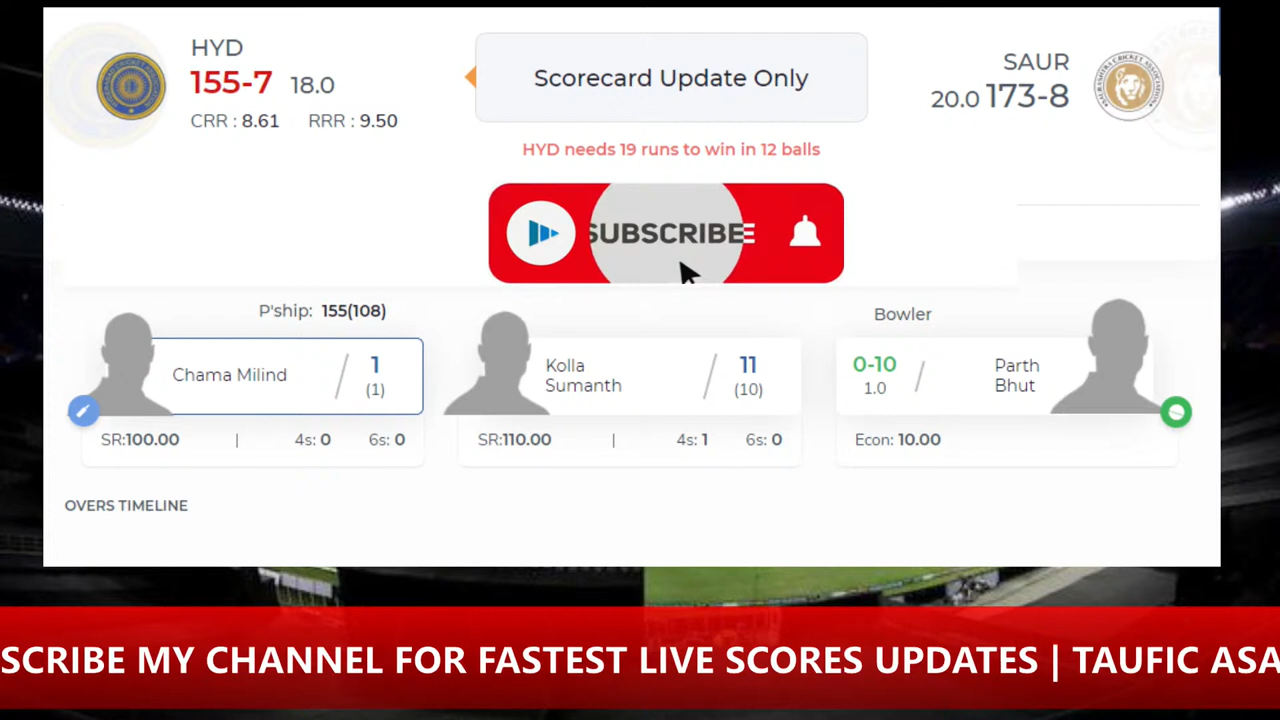 HYD
155-7 18.0
CRR : 8.61 RRR : 9.50
Scorecard Update Only
HYD needs 19 runs to win in 12 balls
SAUR
20.0 173-8
SUBSCRIBE
P'ship: 155(108)
Chama Milind 1
(1)
SR:100.00 | 4s: 0 6s: 0
Kolla
Sumanth
11
(10)
SR:110.00 | 4s: 1 6s: 0
Bowler
0-10
1.0
Parth
Bhut
Econ: 10.00
OVERS TIMELINE
SCRIBE MY CHANNEL FOR FASTEST LIVE SCORES UPDATES | TAUFIC ASA